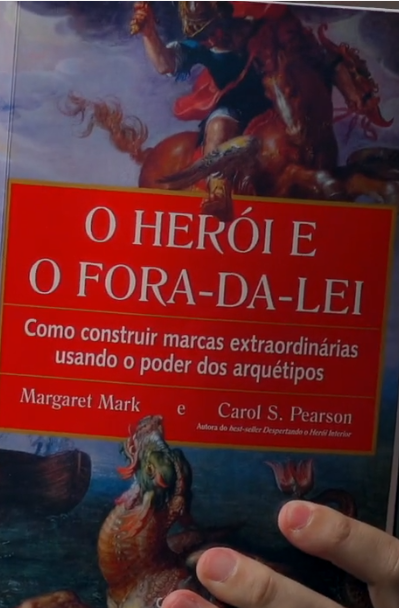 O HERÓI E
O FORA-DA-LEI
Como construir marcas extraordinárias
usando o poder dos arquétipos
Margaret Mark e Carol S. Pearson
Autora do best-seller Despertando o Herói Interior